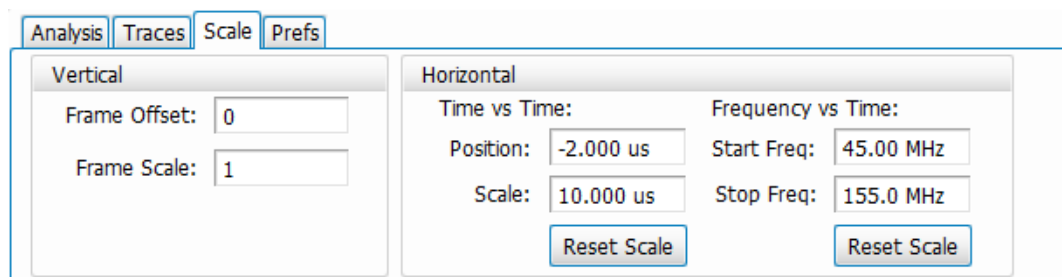 Analysis Traces Scale Prefs
Vertical
Frame Offset: 0
Frame Scale: 1
Horizontal
Time vs Time: Frequency vs Time:
Position: -2.000 us Start Freq: 45.00 MHz
Scale: 10.000 us Stop Freq: 155.0 MHz
Reset Scale Reset Scale